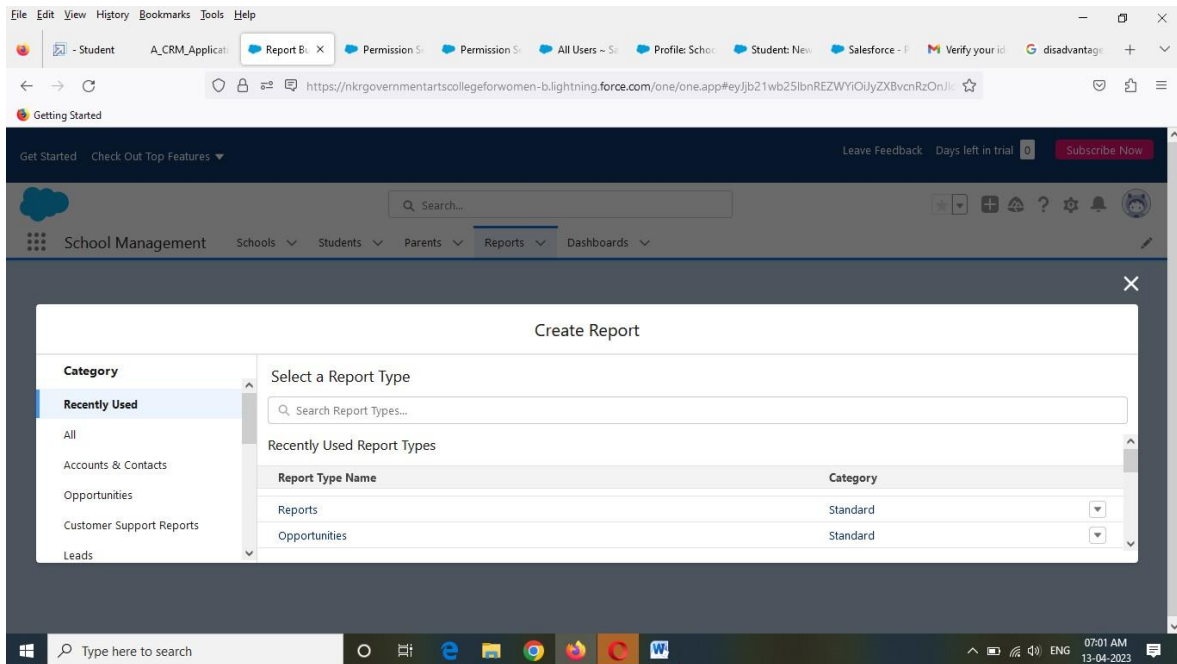 File Edit View History Bookmarks Tools Help
- Student A_CRM_Applicati Report Bu Permission S Permission S All Users ~ Sa Profile: Schoo Student: New Salesforce - Verify your id disadvantage
https://nkrgovernmentartscollegeforwomen-b.lightning.force.com/one/one.app#
Getting Started
Get Started Check Out Top Features Leave Feedback Days left in trial 0 Subscribe Now
Search...
School Management Schools Students Parents Reports Dashboards
Create Report
Category
Recently Used
All
Accounts & Contacts
Opportunities
Customer Support Reports
Leads
Select a Report Type
Search Report Types...
Recently Used Report Types
Report Type Name Category
Reports Standard
Opportunities Standard
Type here to search
ENG
07:01 AM
13-04-2023